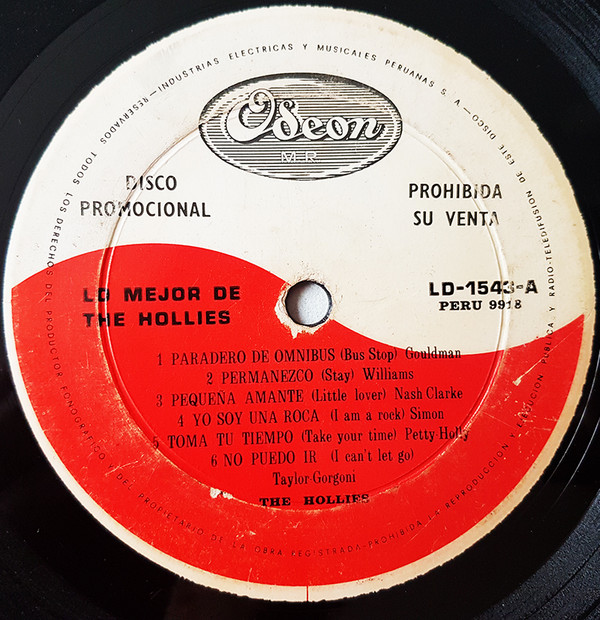 RESERVADOS TODOS LOS DERECHOS DEL PRODUCTOR FONOGRAFICO Y DEL PROPIETARIO DE LA OBRA REGISTRADA-PROHIBIDA LA REPRODUCCION Y EJECUCION PUBLICA Y RADIO-TELEDIFUSION DE ESTE DISCO—INDUSTRIAS ELECTRICAS Y MUSICALES PERUANAS S A—
Odeon
M.R.
DISCO
PROMOCIONAL
PROHIBIDA
SU VENTA
LO MEJOR DE
THE HOLLIES
LD-1543-A
PERU 9918
1 PARADERO DE OMNIBUS (Bus Stop) Gouldman
2 PERMANEZCO (Stay) Williams
3 PEQUEÑA AMANTE (Little lover) Nash Clarke
4 YO SOY UNA ROCA (I am a rock) Simon
5 TOMA TU TIEMPO (Take your time) Petty-Holly
6 NO PUEDO IR (I can't let go)
Taylor-Gorgoni
THE HOLLIES